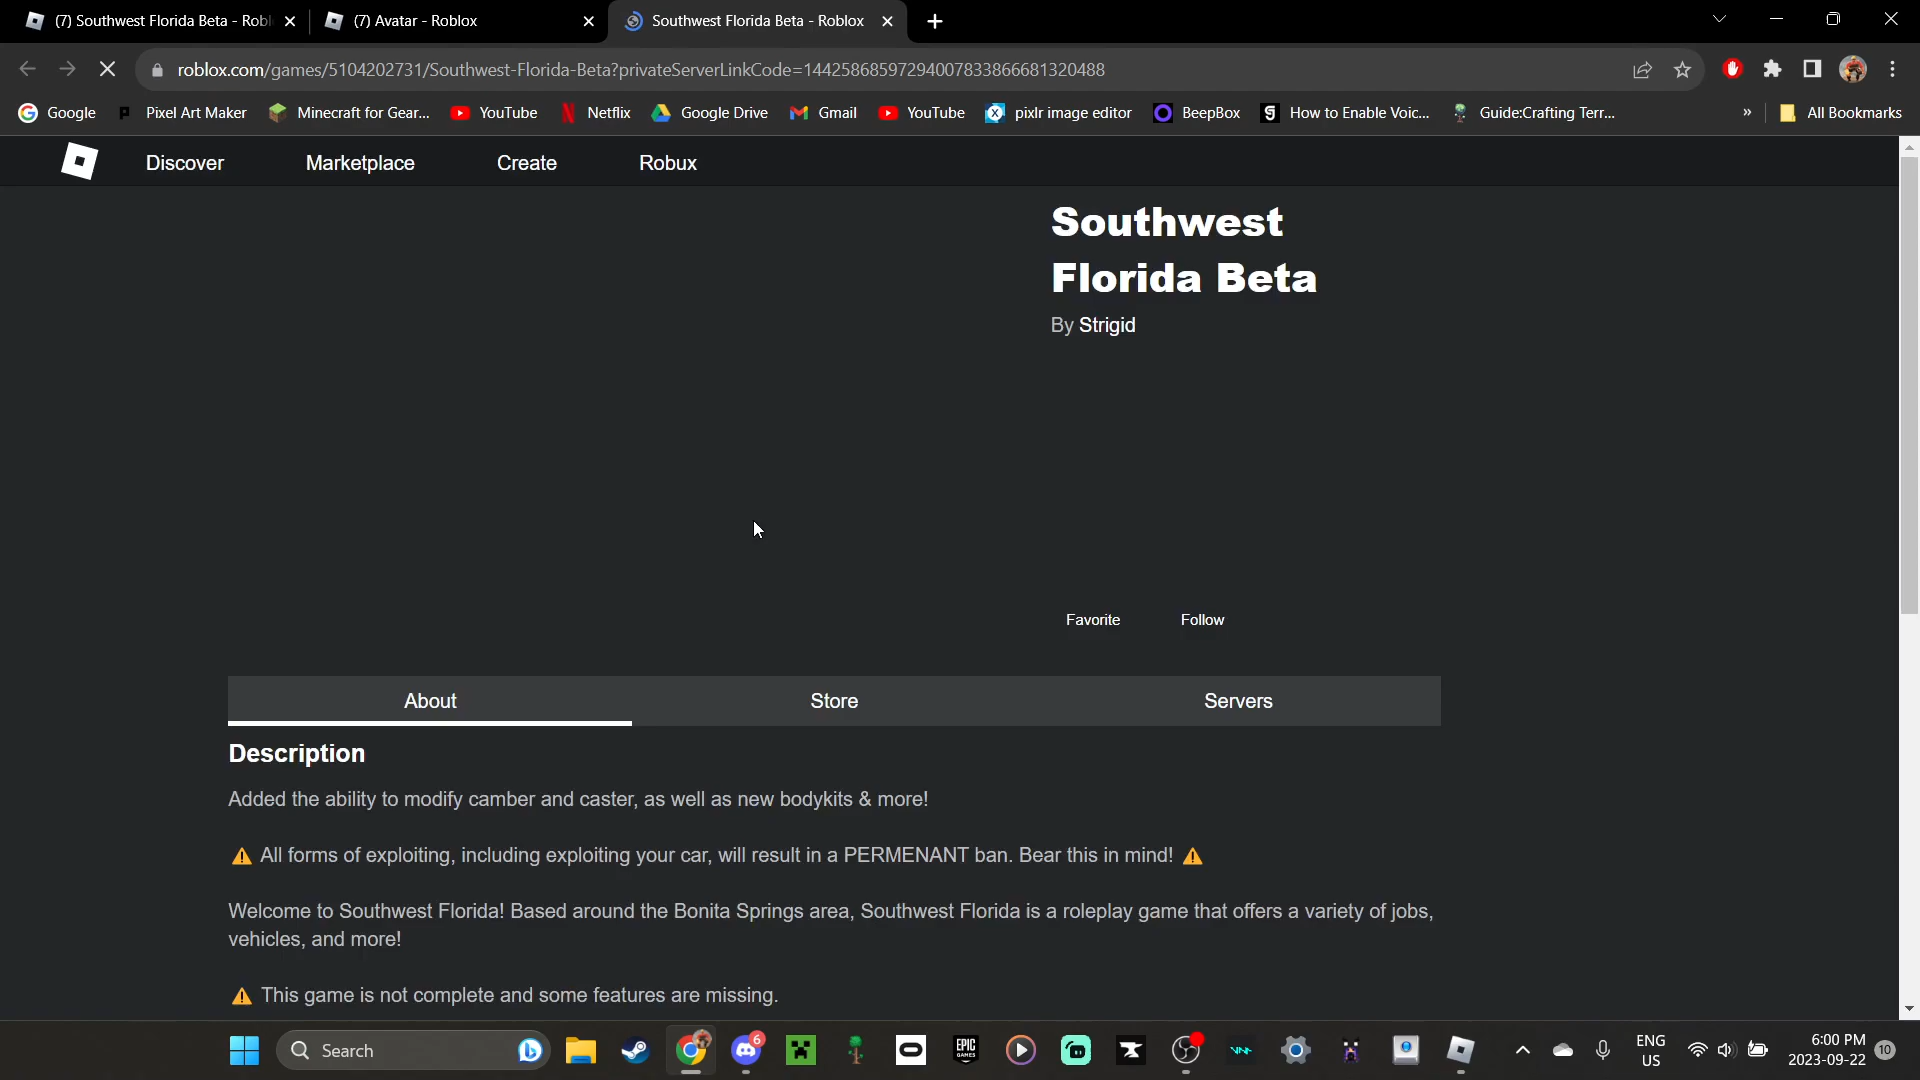 (7) Southwest Florida Beta - Robl
(7) Avatar - Roblox
Southwest Florida Beta - Roblox
roblox.com/games/5104202731/Southwest-Florida-Beta?privateServerLinkCode=14425868597294007833866681320488
Google
Pixel Art Maker
Minecraft for Gear...
YouTube
Netflix
Google Drive
Gmail
YouTube
pixlr image editor
BeepBox
How to Enable Voic...
Guide:Crafting Terr...
»
All Bookmarks
Discover
Marketplace
Create
Robux
Southwest
Florida Beta
By Strigid
Favorite
Follow
About
Store
Servers
Description
Added the ability to modify camber and caster, as well as new bodykits & more!
⚠️ All forms of exploiting, including exploiting your car, will result in a PERMENANT ban. Bear this in mind! ⚠️
Welcome to Southwest Florida! Based around the Bonita Springs area, Southwest Florida is a roleplay game that offers a variety of jobs,
vehicles, and more!
⚠️ This game is not complete and some features are missing.
Search
6
EPIC
GAMES
ENG
US
6:00 PM
2023-09-22
10